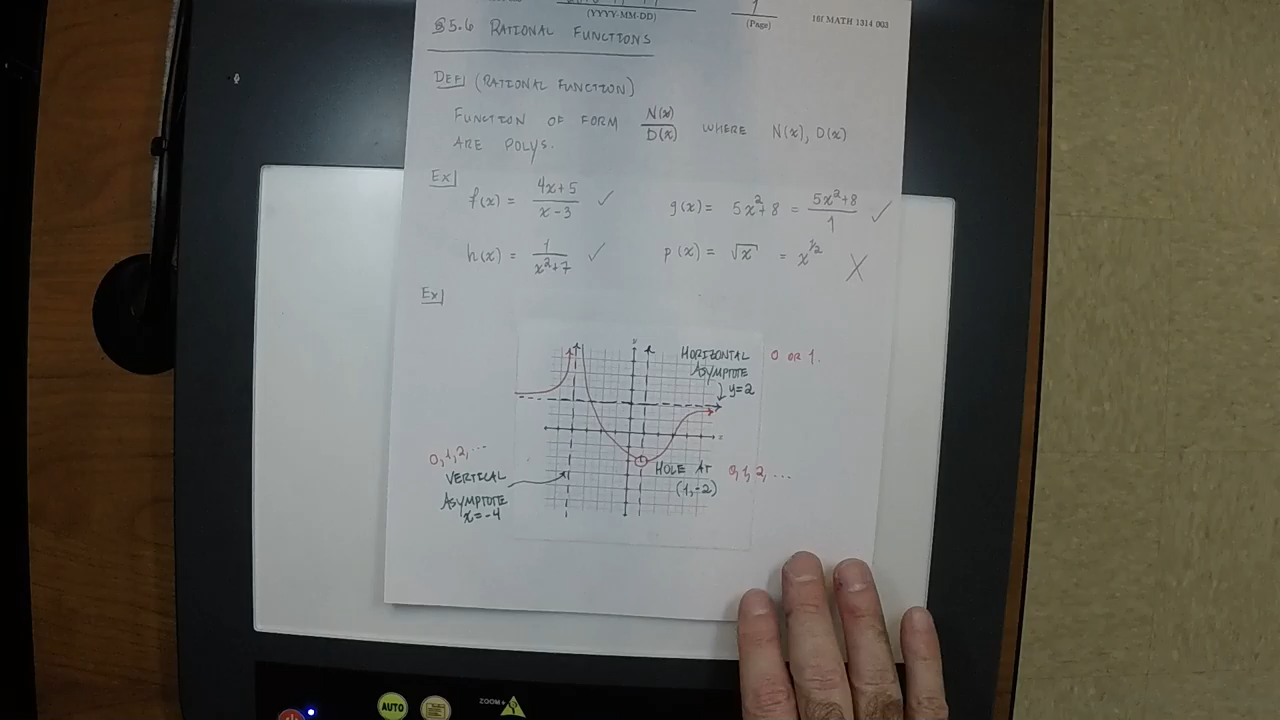 (YYYY-MM-DD)
1
(Page)
16f MATH 1314 003
§5.6 RATIONAL FUNCTIONS
DEF (RATIONAL FUNCTION)
FUNCTION OF FORM N(x)/D(x) WHERE N(x), D(x)
ARE POLYS.
Ex
f(x) = (4x+5)/(x-3) ✓
g(x) = 5x²+8 = (5x²+8)/1 ✓
h(x) = 1/(x²+7) ✓
p(x) = √x = x^(1/2) X
Ex
HORIZONTAL
ASYMPTOTE
y=2
0 OR 1.
0,1,2,...
VERTICAL
ASYMPTOTE
x=-4
HOLE AT
(1,-2)
0,1,2,...
AUTO
ZOOM+